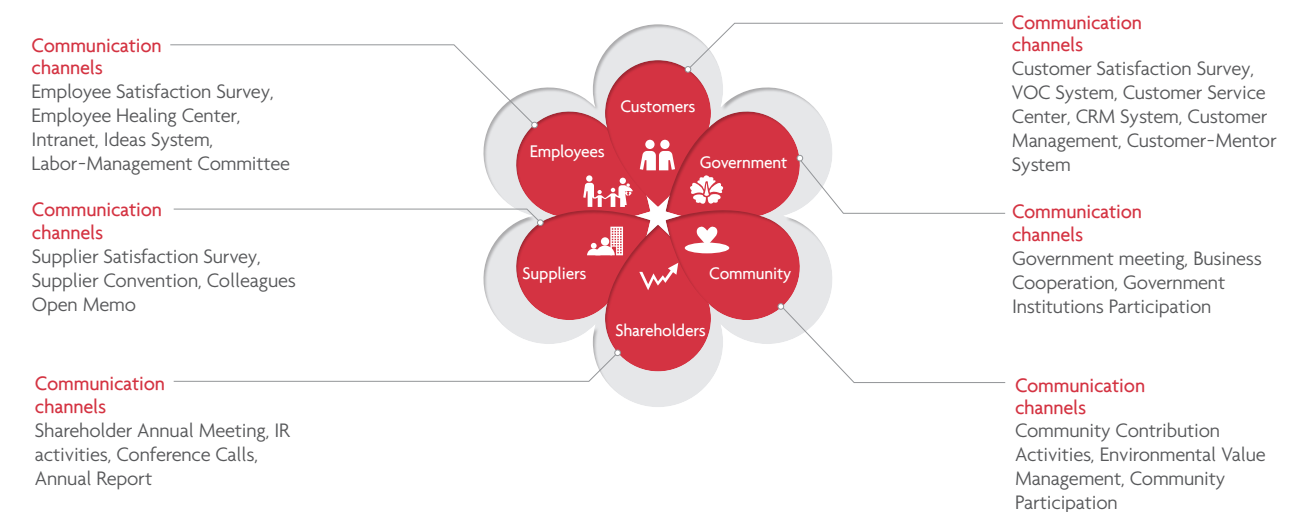 Communication
channels
Employee Satisfaction Survey,
Employee Healing Center,
Intranet, Ideas System,
Labor-Management Committee
Communication
channels
Supplier Satisfaction Survey,
Supplier Convention, Colleagues
Open Memo
Communication
channels
Shareholder Annual Meeting, IR
activities, Conference Calls,
Annual Report
Customers
Employees
Government
Suppliers
Community
Shareholders
Communication
channels
Customer Satisfaction Survey,
VOC System, Customer Service
Center, CRM System, Customer
Management, Customer-Mentor
System
Communication
channels
Government meeting, Business
Cooperation, Government
Institutions Participation
Communication
channels
Community Contribution
Activities, Environmental Value
Management, Community
Participation